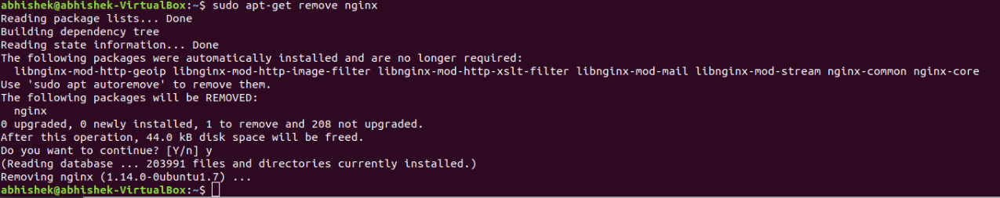 abhishek@abhishek-VirtualBox:~$ sudo apt-get remove nginx
Reading package lists... Done
Building dependency tree
Reading state information... Done
The following packages were automatically installed and are no longer required:
  libnginx-mod-http-geoip libnginx-mod-http-image-filter libnginx-mod-http-xslt-filter libnginx-mod-mail libnginx-mod-stream nginx-common nginx-core
Use 'sudo apt autoremove' to remove them.
The following packages will be REMOVED:
  nginx
0 upgraded, 0 newly installed, 1 to remove and 208 not upgraded.
After this operation, 44.0 kB disk space will be freed.
Do you want to continue? [Y/n] y
(Reading database ... 203991 files and directories currently installed.)
Removing nginx (1.14.0-0ubuntu1.7) ...
abhishek@abhishek-VirtualBox:~$